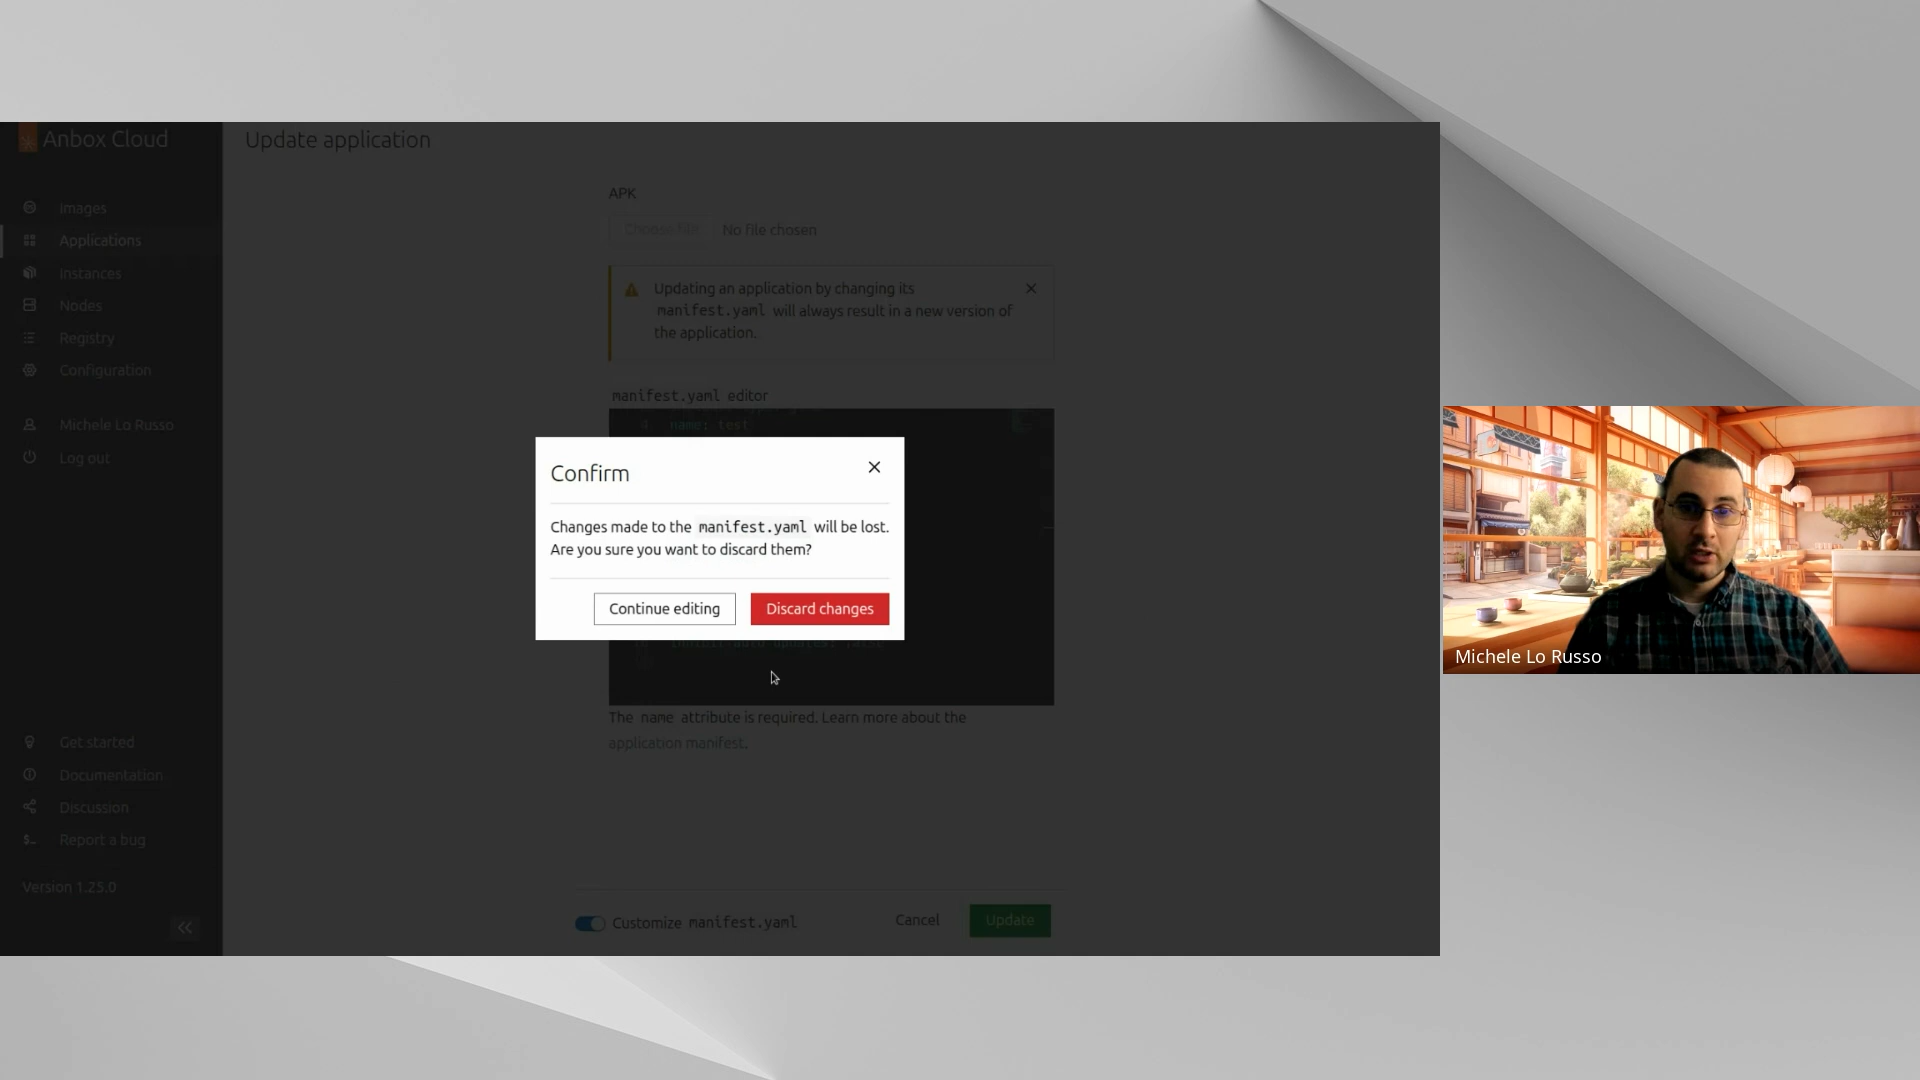 Anbox Cloud
Update application
Images
Applications
Instances
Nodes
Registry
Configuration
Michele Lo Russo
Log out
Get started
Documentation
Discussion
Report a bug
Version 1.25.0
APK
Choose file
No file chosen
Updating an application by changing its
manifest.yaml will always result in a new version of
the application.
manifest.yaml editor
4 name: test
Confirm
Changes made to the manifest.yaml will be lost.
Are you sure you want to discard them?
Continue editing
Discard changes
The name attribute is required. Learn more about the
application manifest.
Customize manifest.yaml
Cancel
Update
Michele Lo Russo